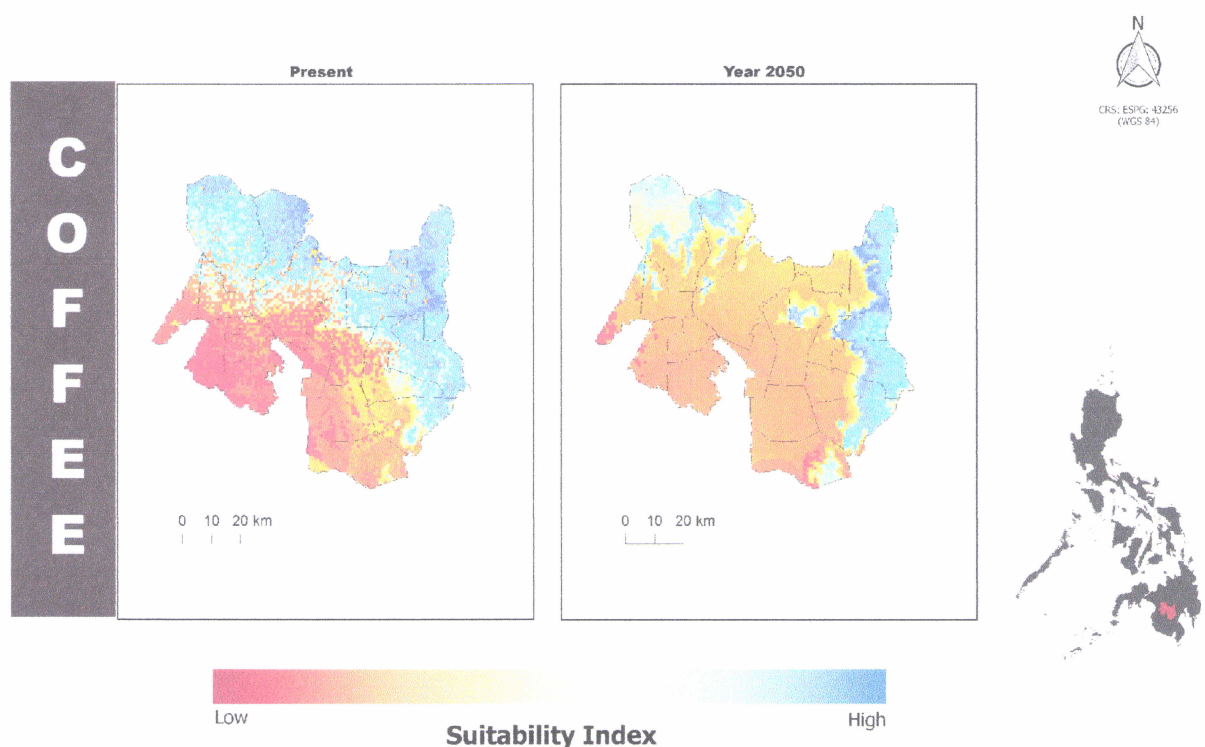 Present
Year 2050
N
CRS: ESPG: 43256
(WGS 84)
COFFEE
0 10 20 km
0 10 20 km
Low
High
Suitability Index